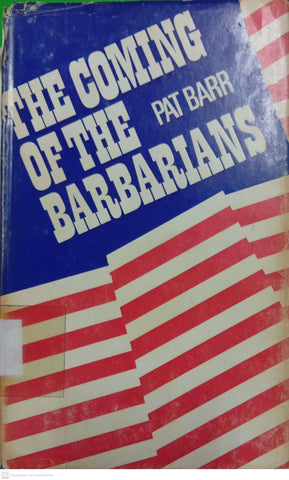 THE COMING
OF THE
BARBARIANS
PAT BARR